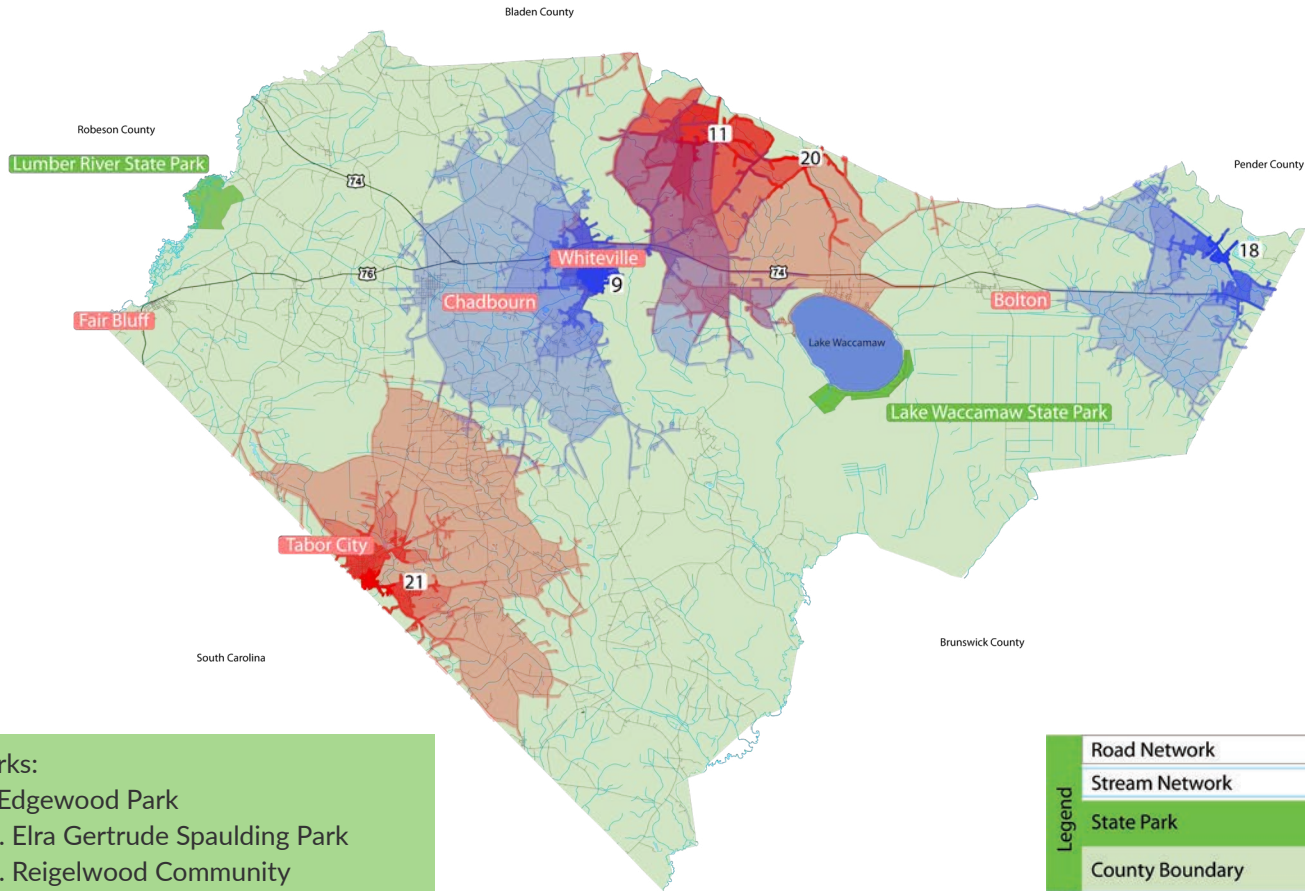 Bladen County
Robeson County
Lumber River State Park
Pender County
11
20
74
18
Whiteville
76
74
9
Chadbourn
Bolton
Fair Bluff
Lake Waccamaw
Lake Waccamaw State Park
Tabor City
21
Brunswick County
South Carolina
rks:
Edgewood Park
. Elra Gertrude Spaulding Park
. Reigelwood Community
Legend
Road Network
Stream Network
State Park
County Boundary